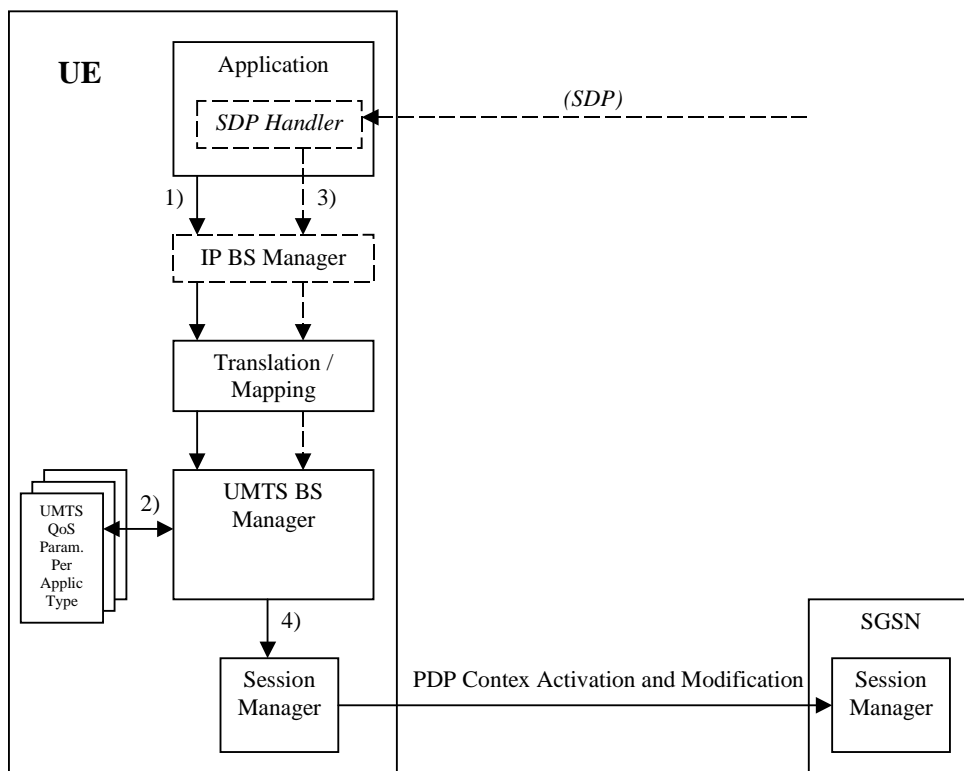 UE
Application
SDP Handler
(SDP)
1)
3)
IP BS Manager
Translation /
Mapping
UMTS BS
Manager
2)
UMTS
QoS
Param.
Per
Applic
Type
4)
SGSN
Session
Manager
PDP Contex Activation and Modification
Session
Manager